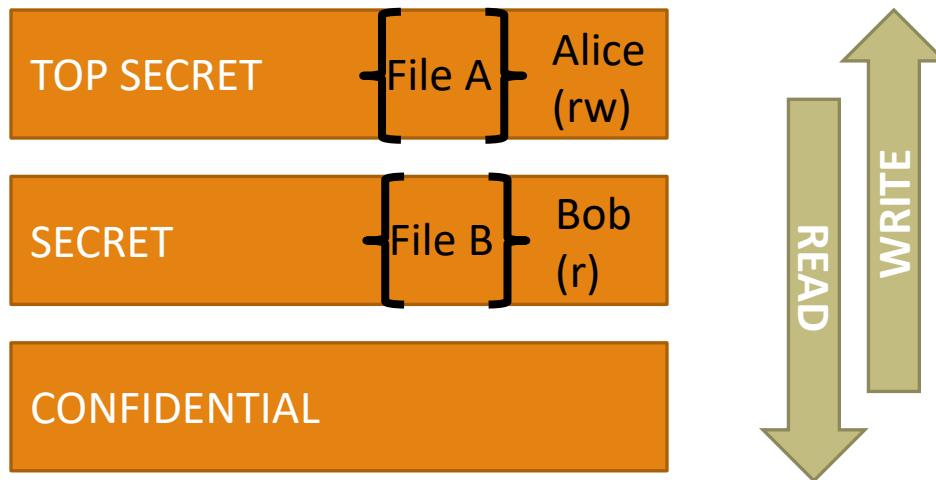 TOP SECRET
File A
Alice
(rw)
SECRET
File B
Bob
(r)
CONFIDENTIAL
READ
WRITE